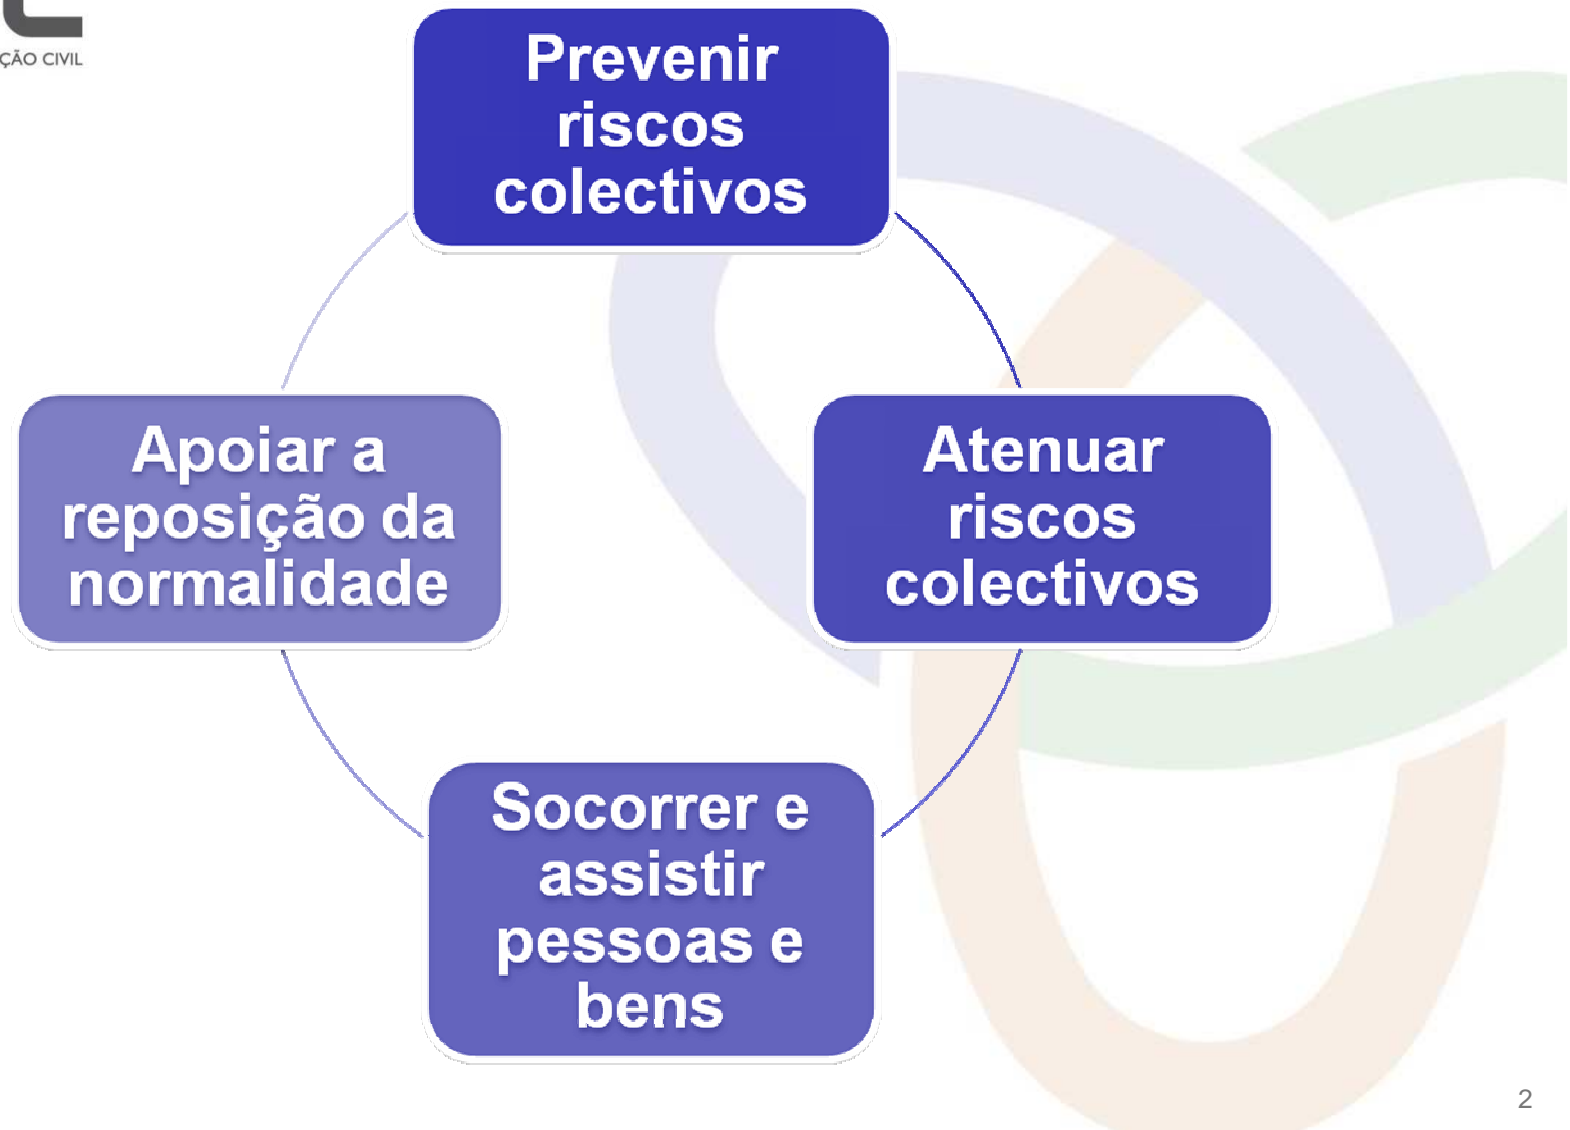 ÇÃO CIVIL
Prevenir
riscos
colectivos
Apoiar a
reposição da
normalidade
Atenuar
riscos
colectivos
Socorrer e
assistir
pessoas e
bens
2